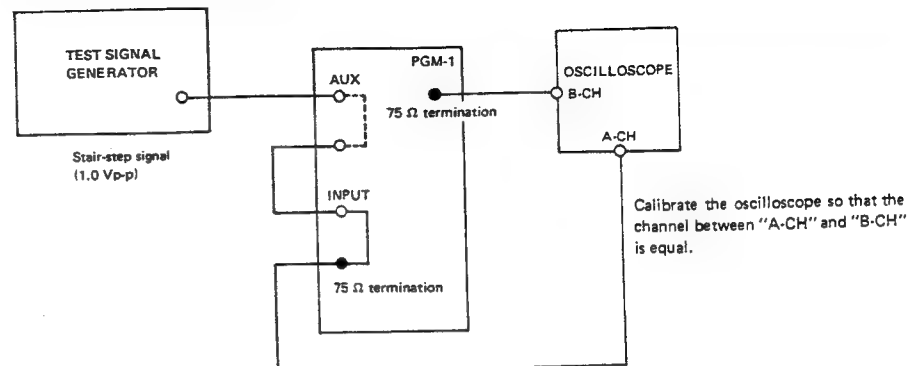 TEST SIGNAL
GENERATOR
Stair-step signal
(1.0 Vp-p)
PGM-1
AUX
75 Ω termination
INPUT
75 Ω termination
OSCILLOSCOPE
B-CH
A-CH
Calibrate the oscilloscope so that the
channel between "A-CH" and "B-CH"
is equal.